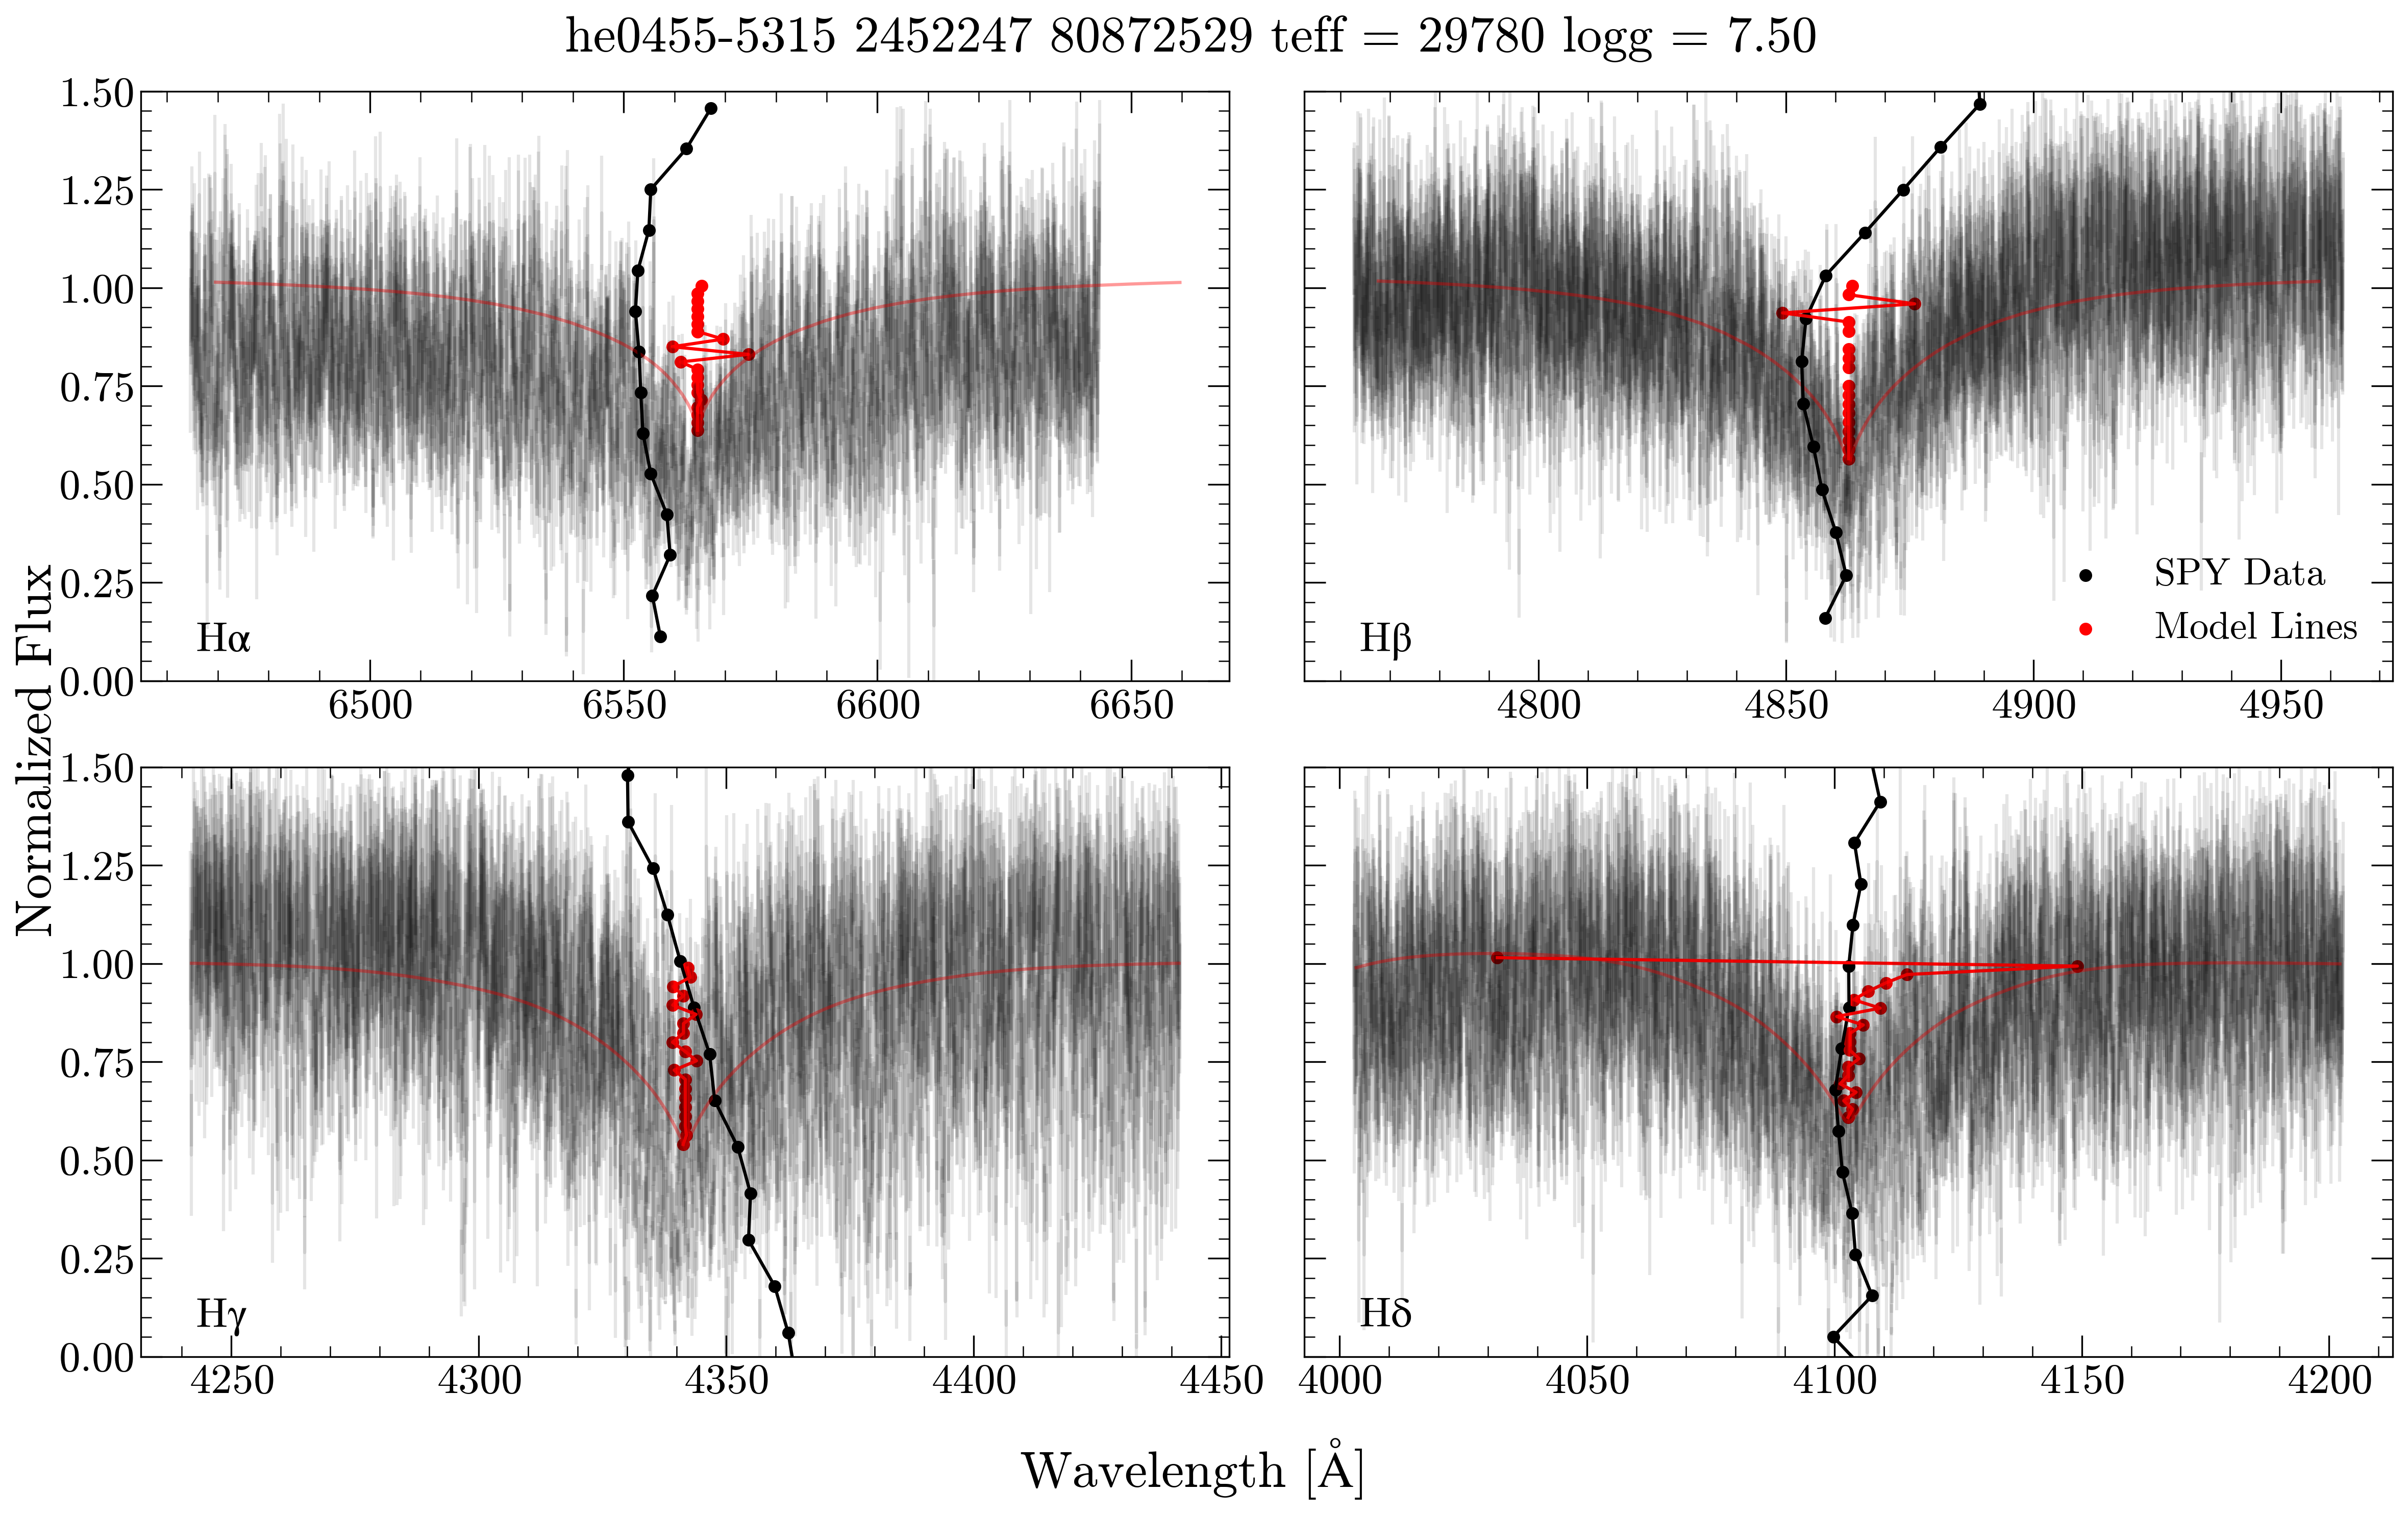 he0455-5315 2452247 80872529 teff = 29780 logg = 7.50
Normalized Flux
1.50
1.25
1.00
0.75
0.50
0.25
0.00
Hα
6500 6550 6600 6650
Hβ
SPY Data
Model Lines
4800 4850 4900 4950
1.50
1.25
1.00
0.75
0.50
0.25
0.00
Hγ
4250 4300 4350 4400 4450
Hδ
4000 4050 4100 4150 4200
Wavelength [Å]